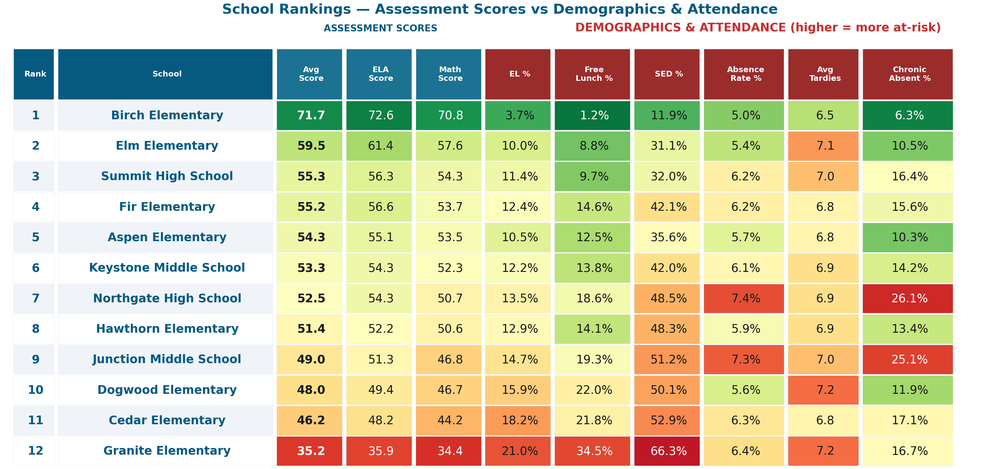 School Rankings — Assessment Scores vs Demographics & Attendance
ASSESSMENT SCORES DEMOGRAPHICS & ATTENDANCE (higher = more at-risk)
Rank School Avg Score ELA Score Math Score EL % Free Lunch % SED % Absence Rate % Avg Tardies Chronic Absent %
1 Birch Elementary 71.7 72.6 70.8 3.7% 1.2% 11.9% 5.0% 6.5 6.3%
2 Elm Elementary 59.5 61.4 57.6 10.0% 8.8% 31.1% 5.4% 7.1 10.5%
3 Summit High School 55.3 56.3 54.3 11.4% 9.7% 32.0% 6.2% 7.0 16.4%
4 Fir Elementary 55.2 56.6 53.7 12.4% 14.6% 42.1% 6.2% 6.8 15.6%
5 Aspen Elementary 54.3 55.1 53.5 10.5% 12.5% 35.6% 5.7% 6.8 10.3%
6 Keystone Middle School 53.3 54.3 52.3 12.2% 13.8% 42.0% 6.1% 6.9 14.2%
7 Northgate High School 52.5 54.3 50.7 13.5% 18.6% 48.5% 7.4% 6.9 26.1%
8 Hawthorn Elementary 51.4 52.2 50.6 12.9% 14.1% 48.3% 5.9% 6.9 13.4%
9 Junction Middle School 49.0 51.3 46.8 14.7% 19.3% 51.2% 7.3% 7.0 25.1%
10 Dogwood Elementary 48.0 49.4 46.7 15.9% 22.0% 50.1% 5.6% 7.2 11.9%
11 Cedar Elementary 46.2 48.2 44.2 18.2% 21.8% 52.9% 6.3% 6.8 17.1%
12 Granite Elementary 35.2 35.9 34.4 21.0% 34.5% 66.3% 6.4% 7.2 16.7%